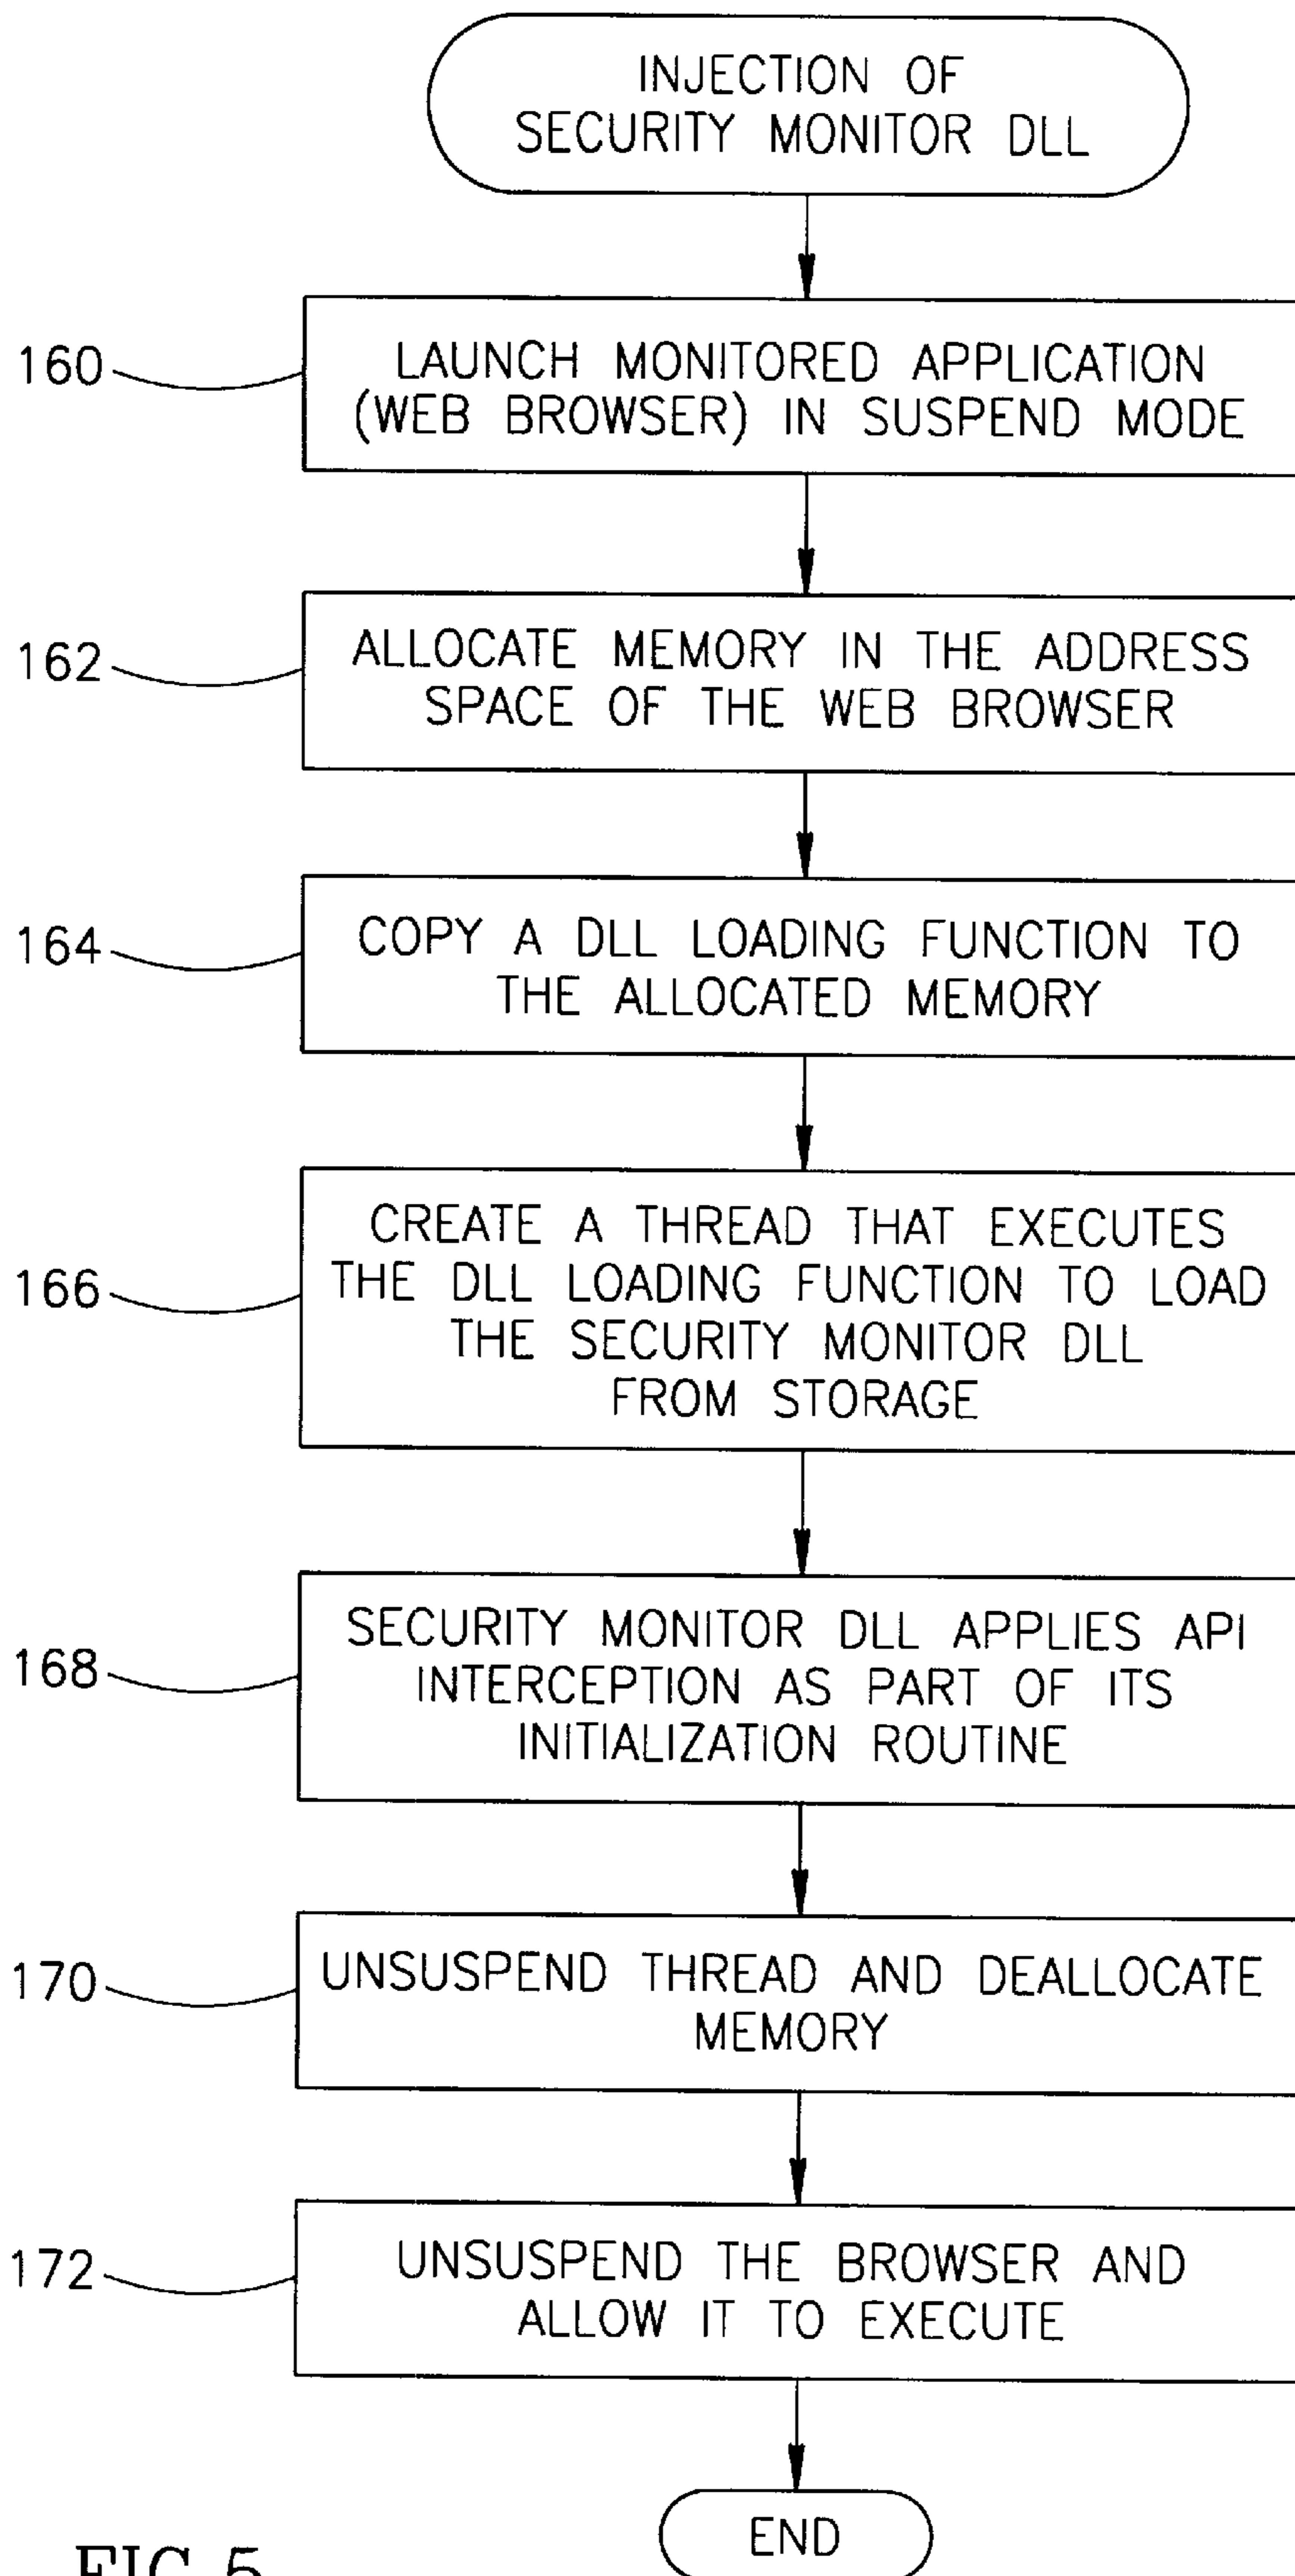 INJECTION OF
SECURITY MONITOR DLL
160
LAUNCH MONITORED APPLICATION
(WEB BROWSER) IN SUSPEND MODE
162
ALLOCATE MEMORY IN THE ADDRESS
SPACE OF THE WEB BROWSER
164
COPY A DLL LOADING FUNCTION TO
THE ALLOCATED MEMORY
166
CREATE A THREAD THAT EXECUTES
THE DLL LOADING FUNCTION TO LOAD
THE SECURITY MONITOR DLL
FROM STORAGE
168
SECURITY MONITOR DLL APPLIES API
INTERCEPTION AS PART OF ITS
INITIALIZATION ROUTINE
170
UNSUSPEND THREAD AND DEALLOCATE
MEMORY
172
UNSUSPEND THE BROWSER AND
ALLOW IT TO EXECUTE
END
FIG.5